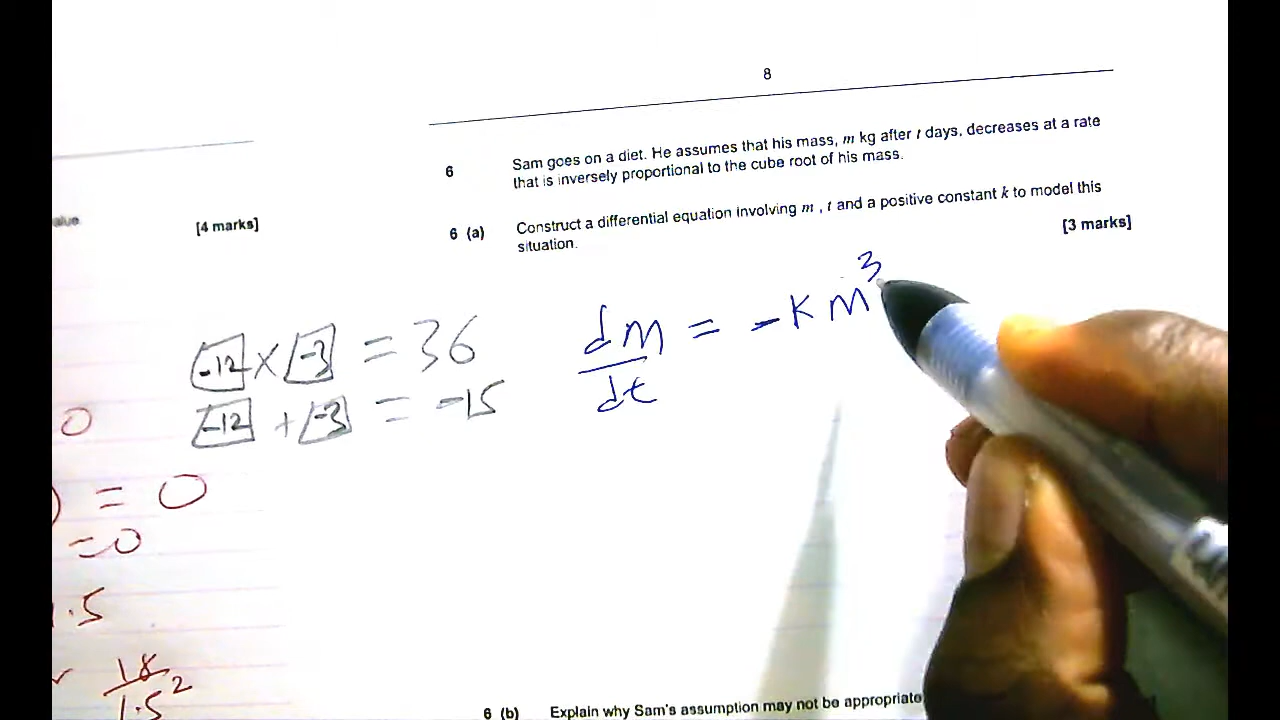 8
6 Sam goes on a diet. He assumes that his mass, m kg after t days, decreases at a rate
that is inversely proportional to the cube root of his mass.
6 (a) Construct a differential equation involving m , t and a positive constant k to model this
situation.
[3 marks]
[4 marks]
dm/dt = -K m³
-12 × -3 = 36
-12 + -3 = -15
0
) = 0
=0
.5
18/1.5²
6 (b) Explain why Sam's assumption may not be appropriate